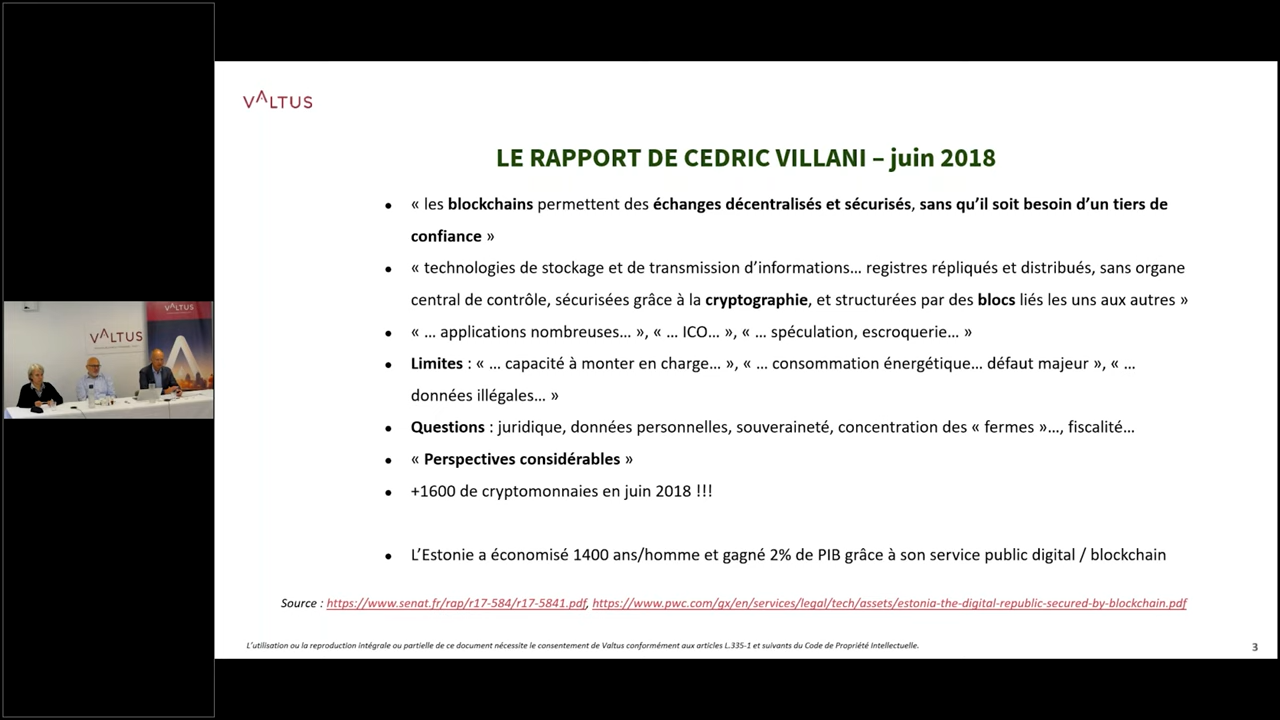 VALTUS
LE RAPPORT DE CEDRIC VILLANI – juin 2018
• « les blockchains permettent des échanges décentralisés et sécurisés, sans qu’il soit besoin d’un tiers de
confiance »
• « technologies de stockage et de transmission d’informations… registres répliqués et distribués, sans organe
central de contrôle, sécurisées grâce à la cryptographie, et structurées par des blocs liés les uns aux autres »
• « … applications nombreuses… », « … ICO… », « … spéculation, escroquerie… »
• Limites : « … capacité à monter en charge… », « … consommation énergétique… défaut majeur », « …
données illégales… »
• Questions : juridique, données personnelles, souveraineté, concentration des « fermes »…, fiscalité…
• « Perspectives considérables »
• +1600 de cryptomonnaies en juin 2018 !!!
• L’Estonie a économisé 1400 ans/homme et gagné 2% de PIB grâce à son service public digital / blockchain
Source : https://www.senat.fr/rap/r17-584/r17-5841.pdf, https://www.pwc.com/gx/en/services/legal/tech/assets/estonia-the-digital-republic-secured-by-blockchain.pdf
L’utilisation ou la reproduction intégrale ou partielle de ce document nécessite le consentement de Valtus conformément aux articles L.335-1 et suivants du Code de Propriété Intellectuelle.
3
VALTUS
VALTUS